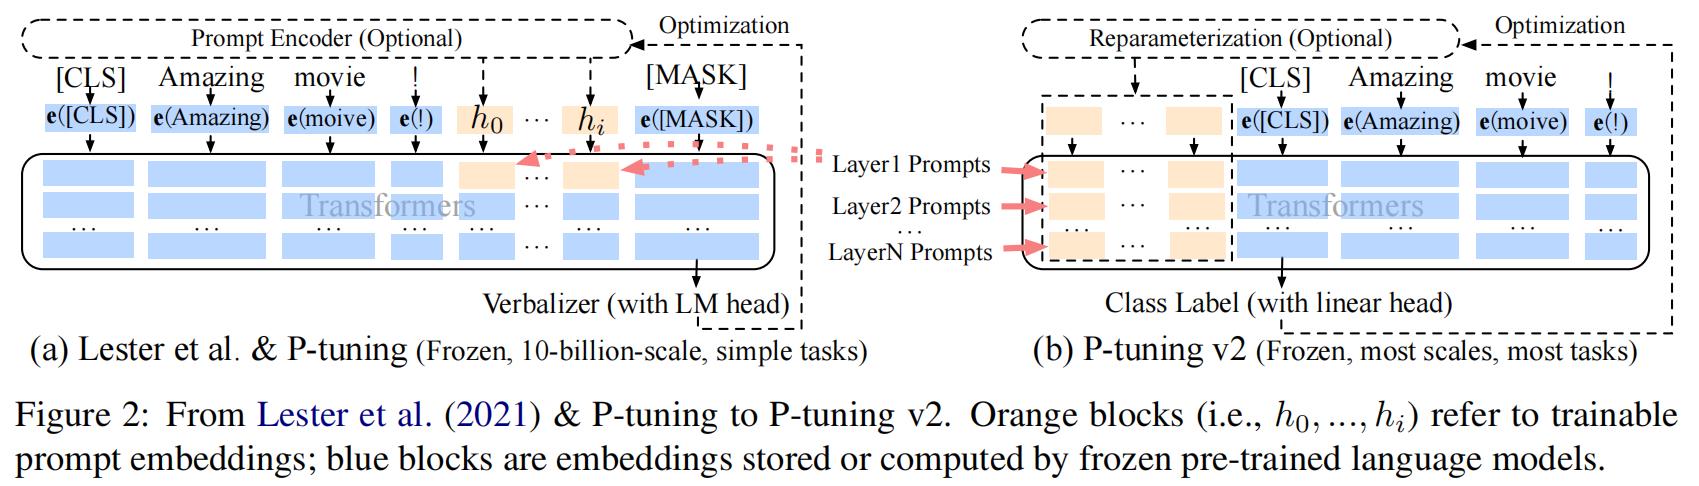 Prompt Encoder (Optional)
Optimization
[CLS] Amazing movie ! [MASK]
e([CLS]) e(Amazing) e(moive) e(!) h0 ... hi e([MASK])
...
Transformers
... ... ... ... ... ... ...
...
Verbalizer (with LM head)
(a) Lester et al. & P-tuning (Frozen, 10-billion-scale, simple tasks)
Layer1 Prompts
Layer2 Prompts
...
LayerN Prompts
Reparameterization (Optional)
Optimization
[CLS] Amazing movie !
... e([CLS]) e(Amazing) e(moive) e(!)
...
... Transformers
... ... ... ... ... ...
...
Class Label (with linear head)
(b) P-tuning v2 (Frozen, most scales, most tasks)
Figure 2: From Lester et al. (2021) & P-tuning to P-tuning v2. Orange blocks (i.e., h0, ..., hi) refer to trainable
prompt embeddings; blue blocks are embeddings stored or computed by frozen pre-trained language models.